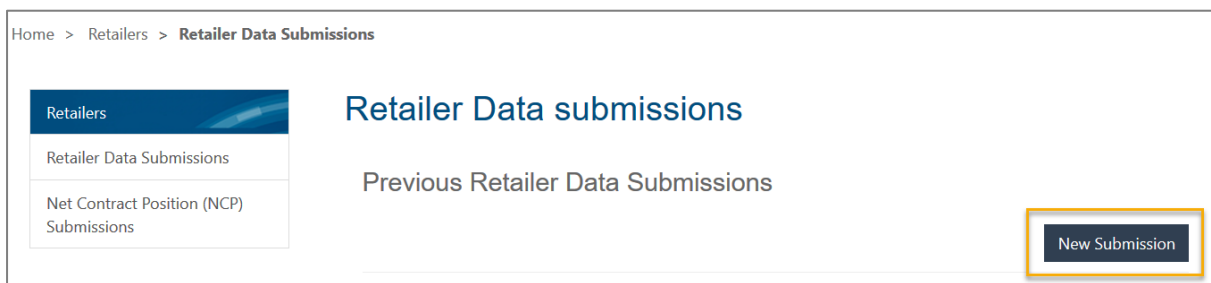 Home > Retailers > Retailer Data Submissions
Retailers
Retailer Data Submissions
Net Contract Position (NCP)
Submissions
Retailer Data submissions
Previous Retailer Data Submissions
New Submission